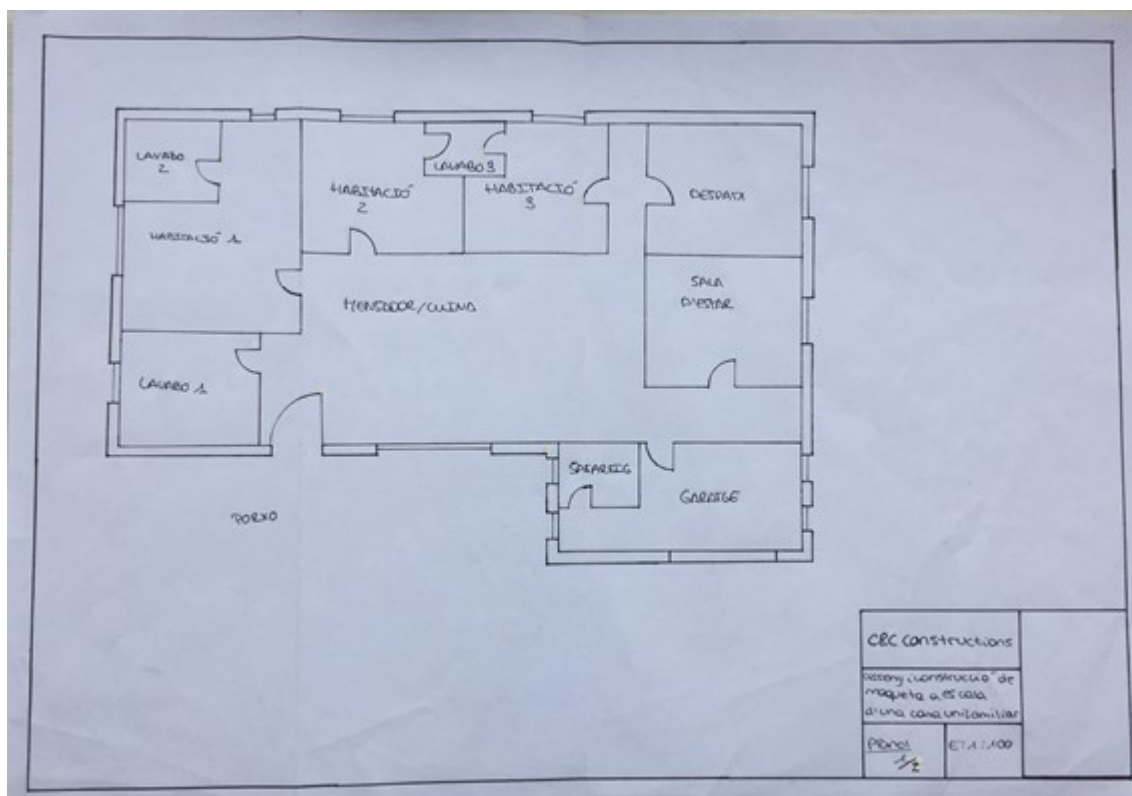 LAVABO
2
HABITACIÓ 1
LAVABO 1
HABITACIÓ
2
LAVABO 3
HABITACIÓ
3
DESPATX
SALA
D'ESTAR
MENJADOR/CUINA
SAFAREIG
GARATGE
PORXO
C&C constructions
Disseny i construcció de
maqueta a escala
d'una casa unifamiliar
Plànol
1/2
E: 1:100